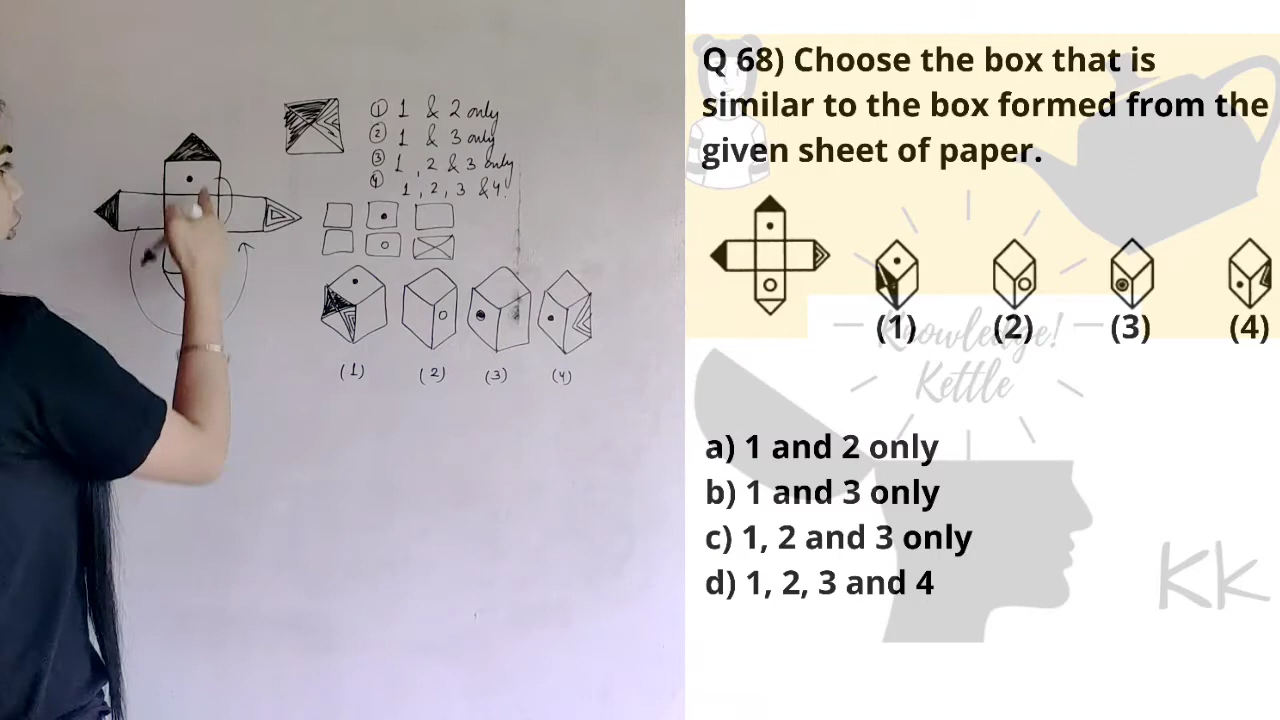 ① 1 & 2 only
② 1 & 3 only
③ 1, 2 & 3 only
④ 1, 2, 3 & 4!
(1) (2) (3) (4)
Q 68) Choose the box that is
similar to the box formed from the
given sheet of paper.
(1) (2) (3) (4)
Knowledge!
Kettle
a) 1 and 2 only
b) 1 and 3 only
c) 1, 2 and 3 only
d) 1, 2, 3 and 4
KK